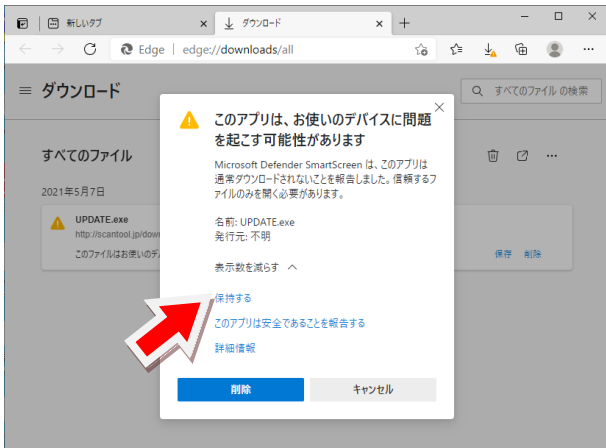 新しいタブ
ダウンロード
Edge
edge://downloads/all
ダウンロード
すべてのファイル の検索
すべてのファイル
2021年5月7日
UPDATE.exe
http://scantool.jp/dow
このファイルはお使いのデ
保存 削除
このアプリは、お使いのデバイスに問題
を起こす可能性があります
Microsoft Defender SmartScreen は、このアプリは
通常ダウンロードされないことを報告しました。信頼するフ
ァイルのみを開く必要があります。
名前: UPDATE.exe
発行元: 不明
表示数を減らす
保持する
このアプリは安全であることを報告する
詳細情報
削除
キャンセル